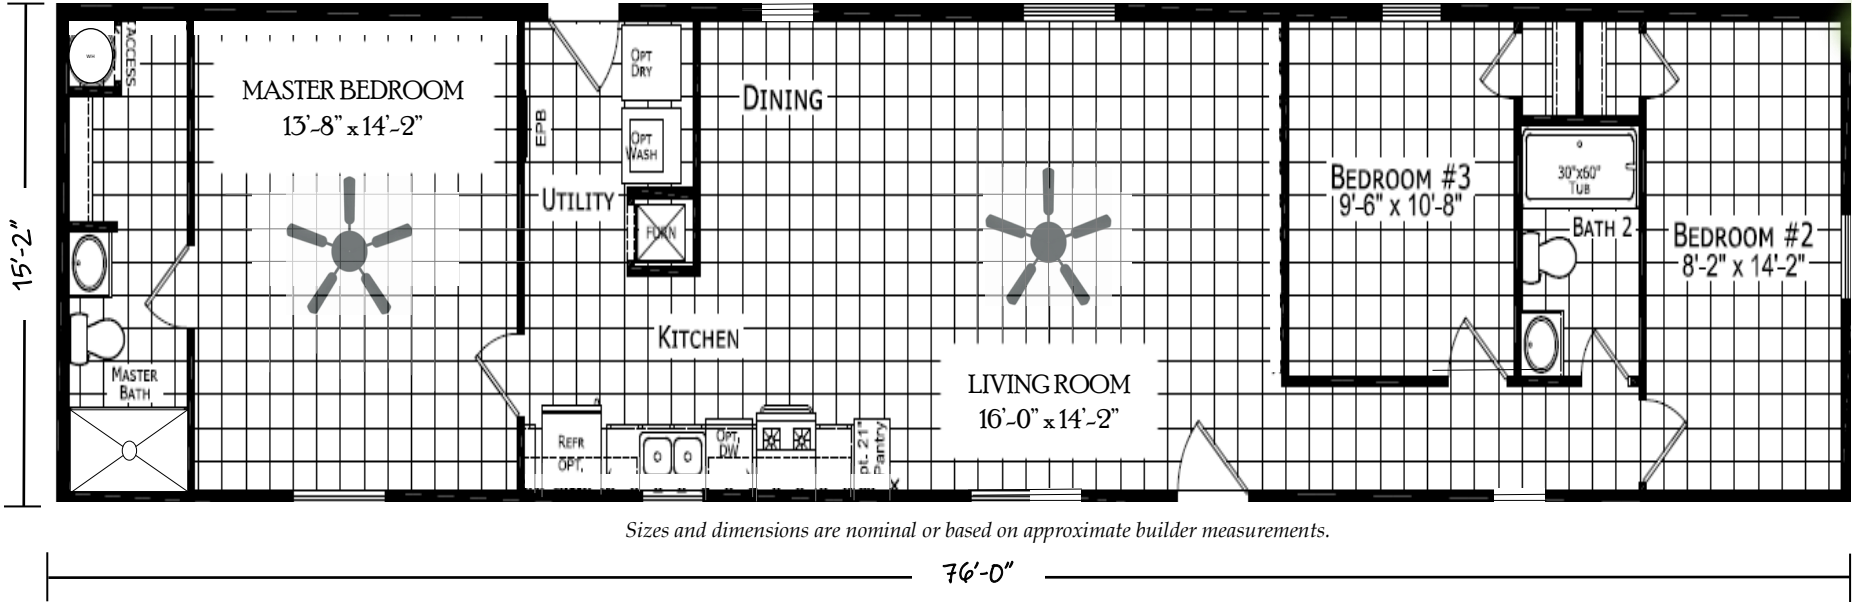 WH
ACCESS
MASTER BEDROOM
13'-8" x 14'-2"
EPB
OPT
DRY
OPT
WASH
UTILITY
FURN
DINING
KITCHEN
LIVING ROOM
16'-0" x 14'-2"
BEDROOM #3
9'-6" x 10'-8"
30"x60"
TUB
BATH 2
BEDROOM #2
8'-2" x 14'-2"
MASTER
BATH
REFR
OPT.
OPT.
DW
pt. 21"
Pantry
X
15'-2"
Sizes and dimensions are nominal or based on approximate builder measurements.
76'-0"